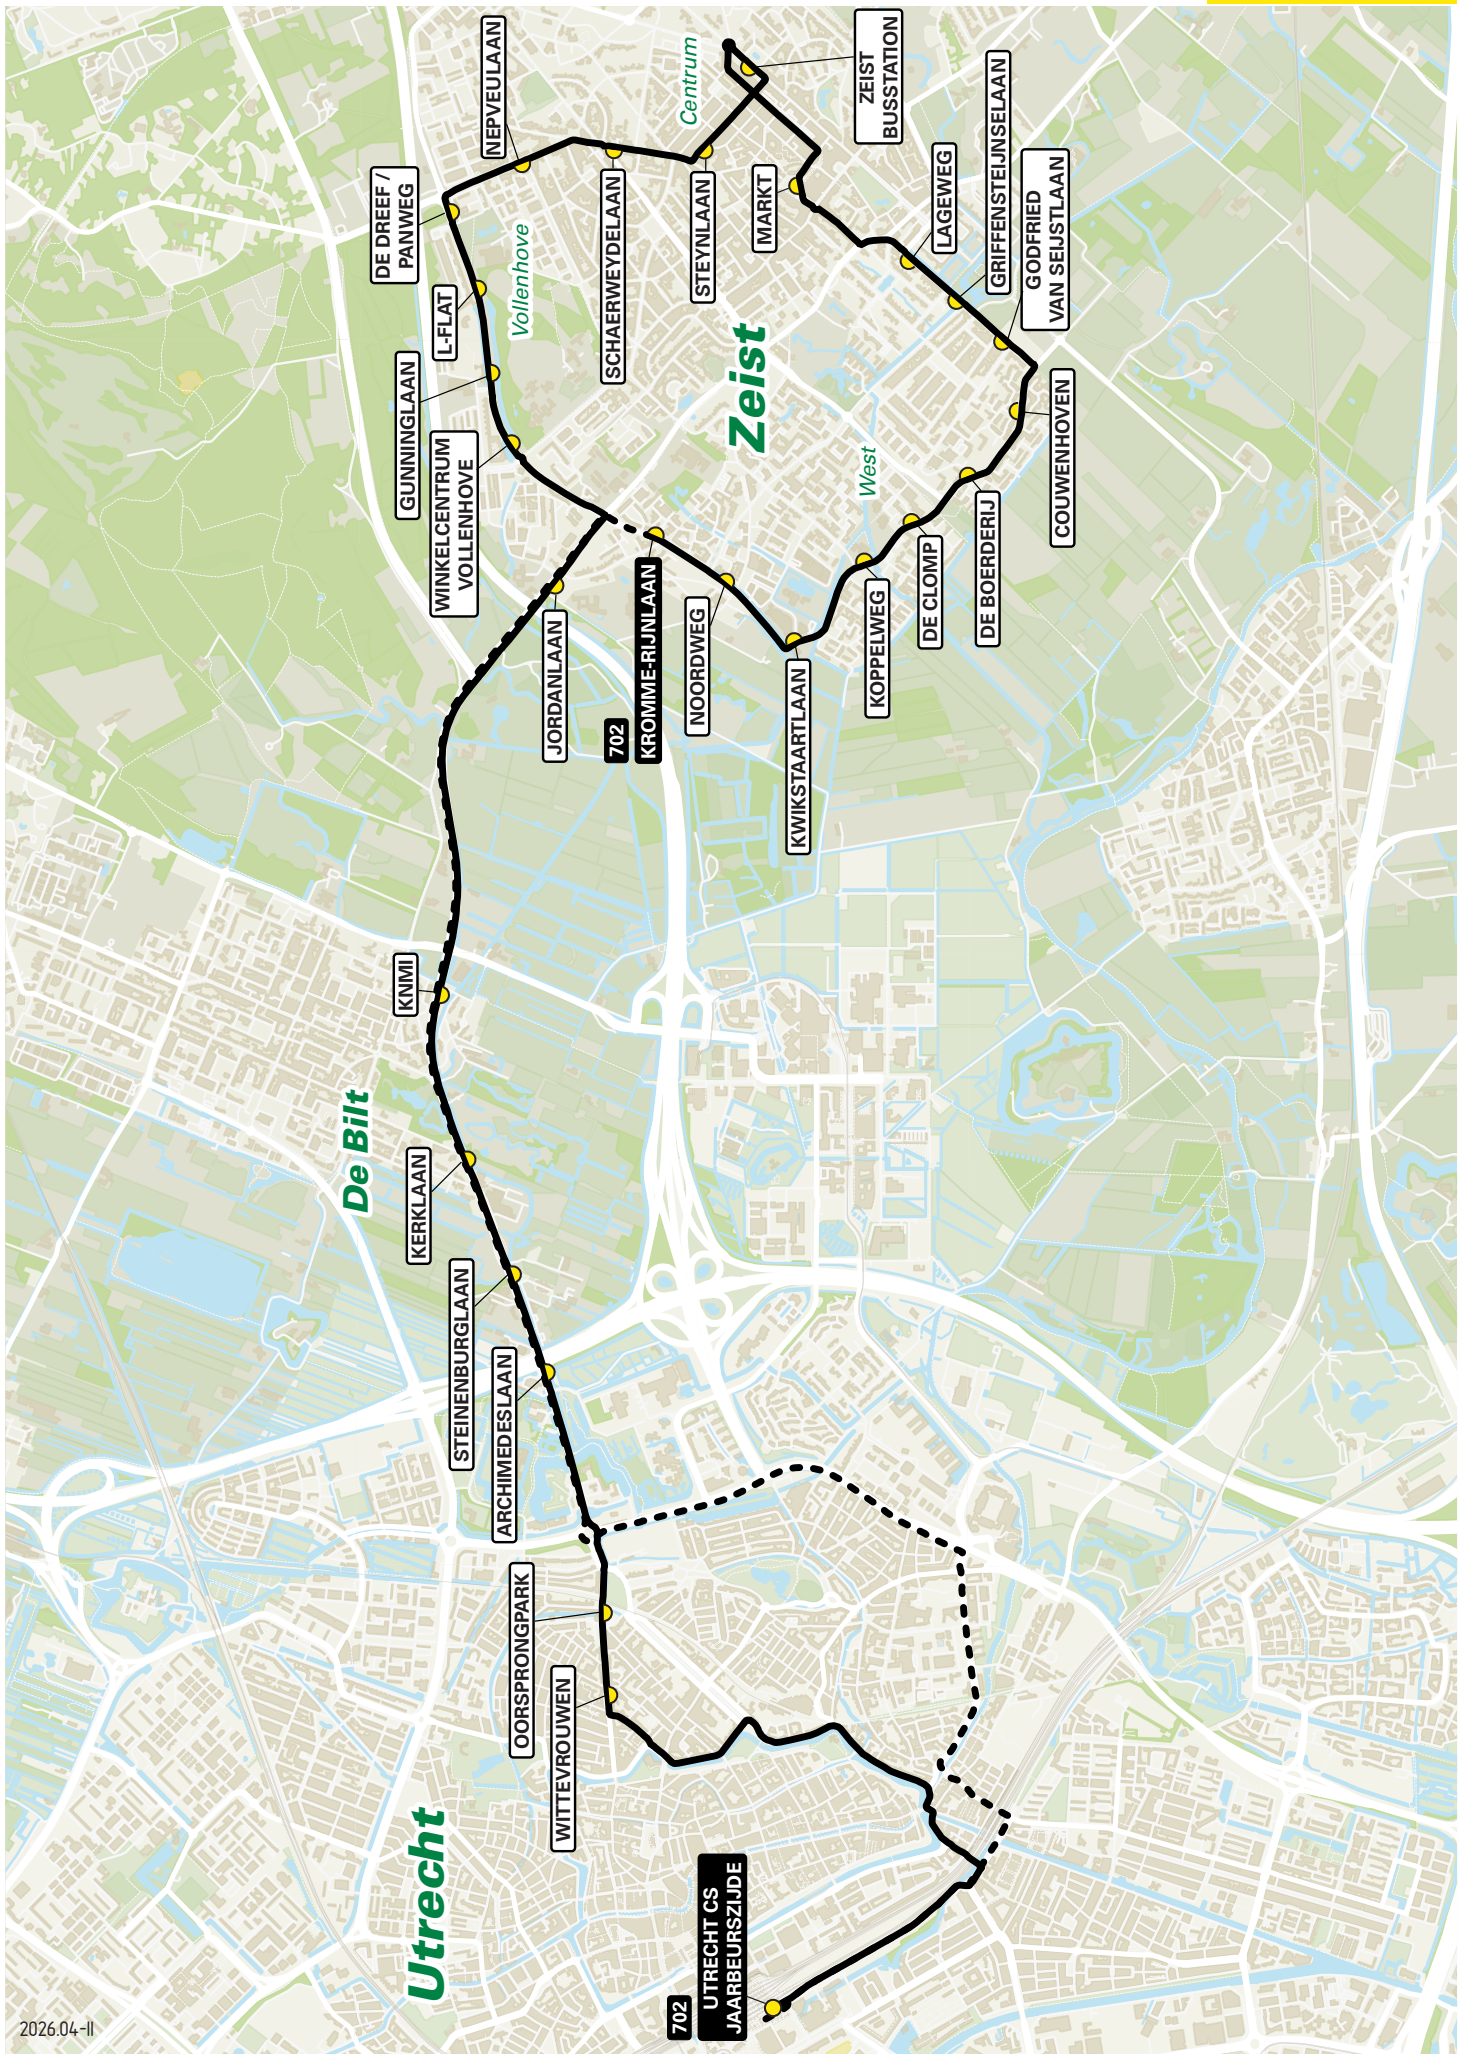 2026.04-II
Utrecht
De Bilt
Zeist
Vollenhove
Centrum
West
702
UTRECHT CS
JAARBEURSZIJDE
WITTEVROUWEN
OORSPRONGPARK
ARCHIMEDESLAAN
STEINENBURGLAAN
KERKLAAN
KNMI
JORDANLAAN
WINKELCENTRUM
VOLLENHOVE
GUNNINGLAAN
L-FLAT
DE DREEF /
PANWEG
NEPVEULAAN
SCHAERWEYDELAAN
STEYNLAAN
ZEIST
BUSSTATION
MARKT
LAGEWEG
GRIFFENSTEIJNSELAAN
GODFRIED
VAN SEIJSTLAAN
COUWENHOVEN
DE BOERDERIJ
DE CLOMP
KOPPELWEG
KWIKSTAARTLAAN
NOORDWEG
702
KROMME-RIJNLAAN